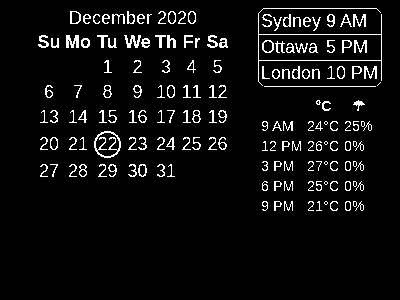 December 2020
Su Mo Tu We Th Fr Sa
1 2 3 4 5
6 7 8 9 10 11 12
13 14 15 16 17 18 19
20 21 22 23 24 25 26
27 28 29 30 31
Sydney 9 AM
Ottawa 5 PM
London 10 PM
°C ☂
9 AM 24°C 25%
12 PM 26°C 0%
3 PM 27°C 0%
6 PM 25°C 0%
9 PM 21°C 0%